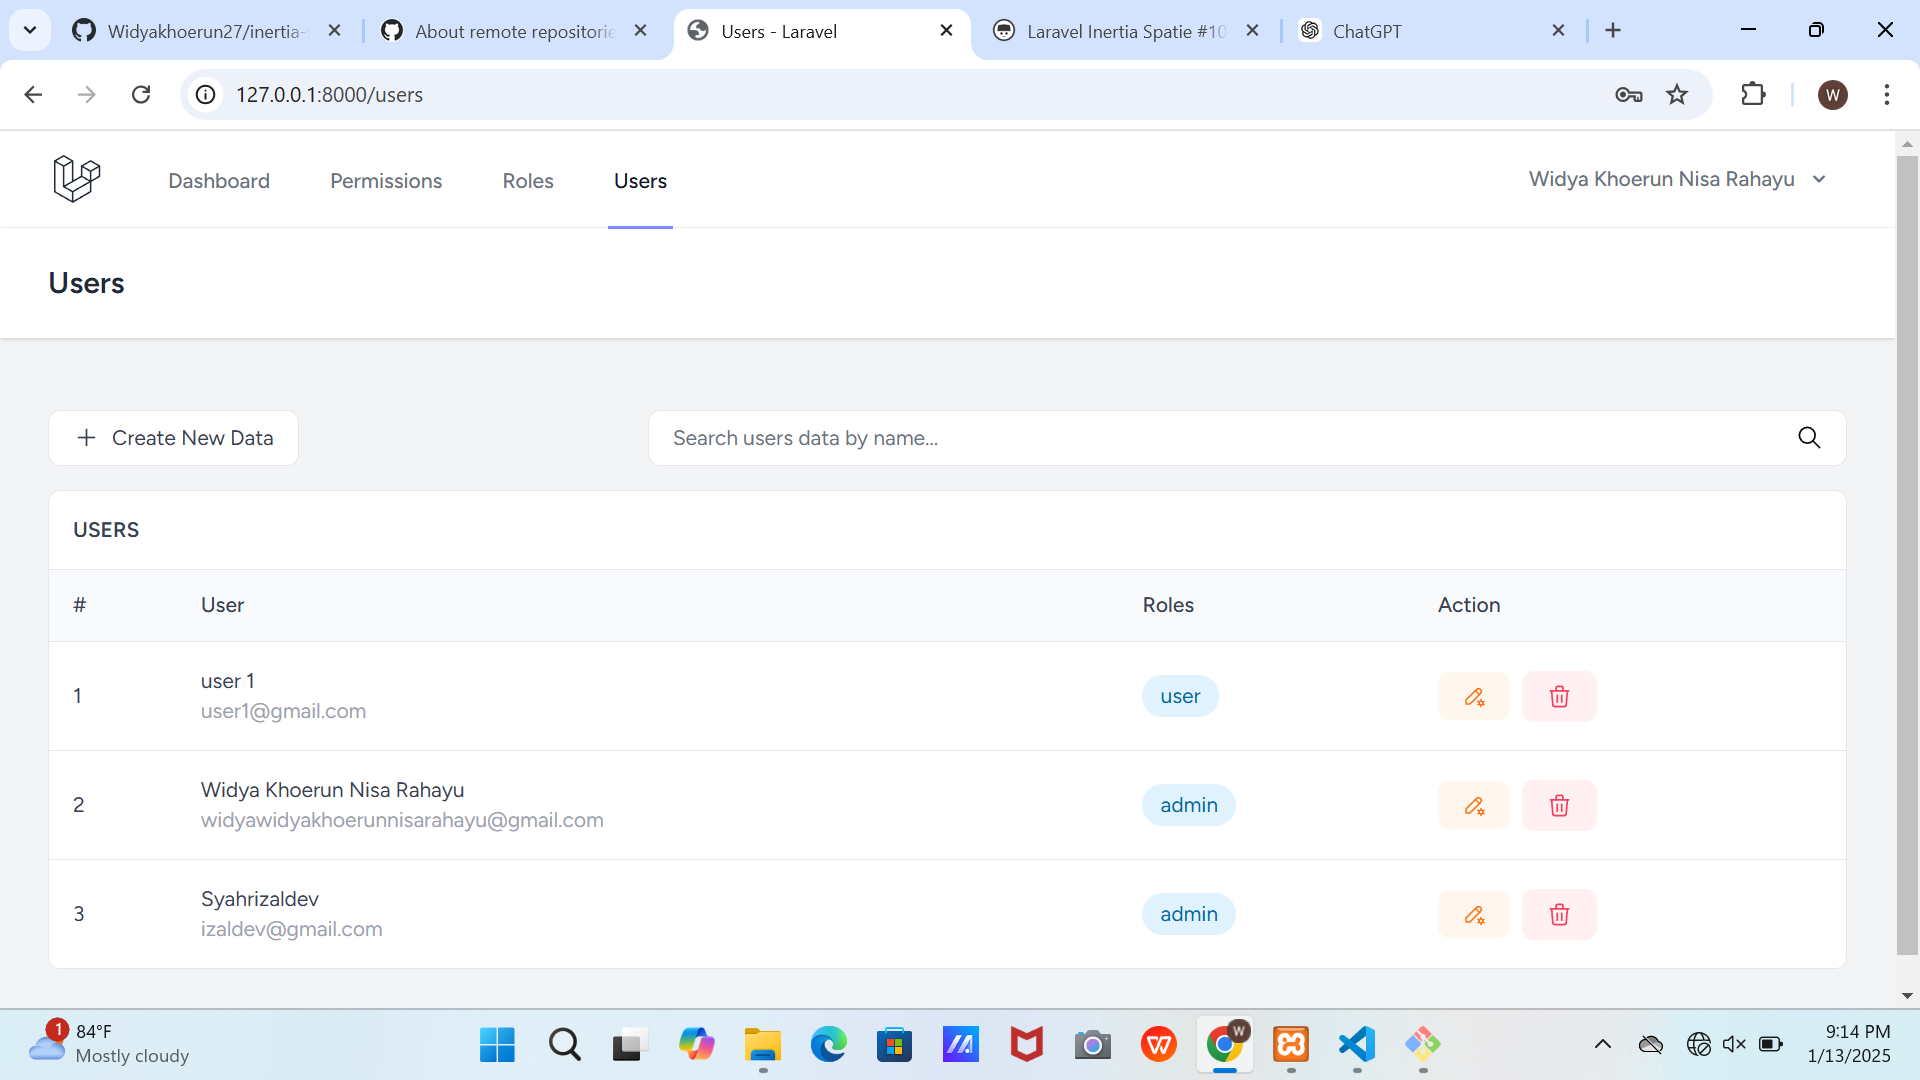 Widyakhoerun27/inertia-
About remote repositorie
Users - Laravel
Laravel Inertia Spatie #10
ChatGPT
127.0.0.1:8000/users
W
Dashboard
Permissions
Roles
Users
Widya Khoerun Nisa Rahayu
Users
Create New Data
Search users data by name...
USERS
# User Roles Action
1 user 1 user
user1@gmail.com
2 Widya Khoerun Nisa Rahayu admin
widyawidyakhoerunnisarahayu@gmail.com
3 Syahrizaldev admin
izaldev@gmail.com
1
84°F
Mostly cloudy
W
W
9:14 PM
1/13/2025